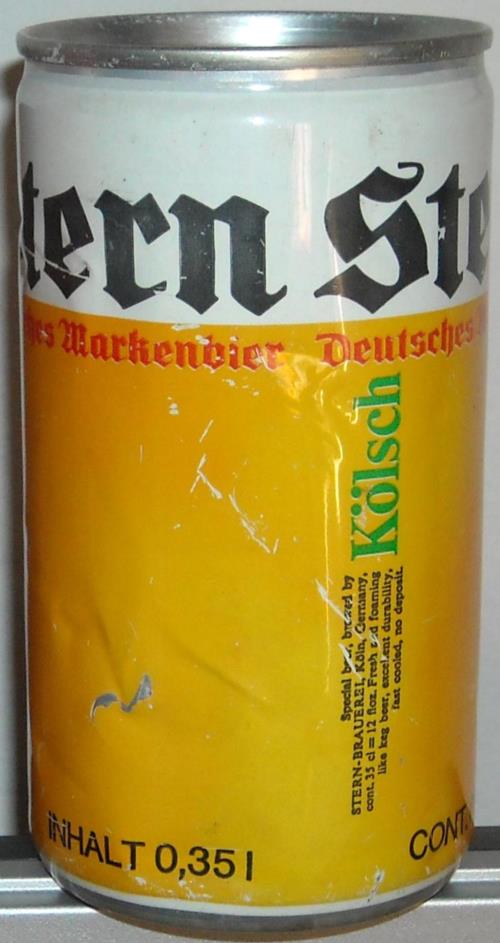 tern Ste
hes Markenbier Deutsches
Kölsch
Special beer, brewed by
STERN-BRAUEREI, Köln, Germany,
cont. 35 cl = 12 floz. Fresh and foaming
like keg beer, excellent durability,
fast cooled, no deposit.
INHALT 0,35 l
CONT.